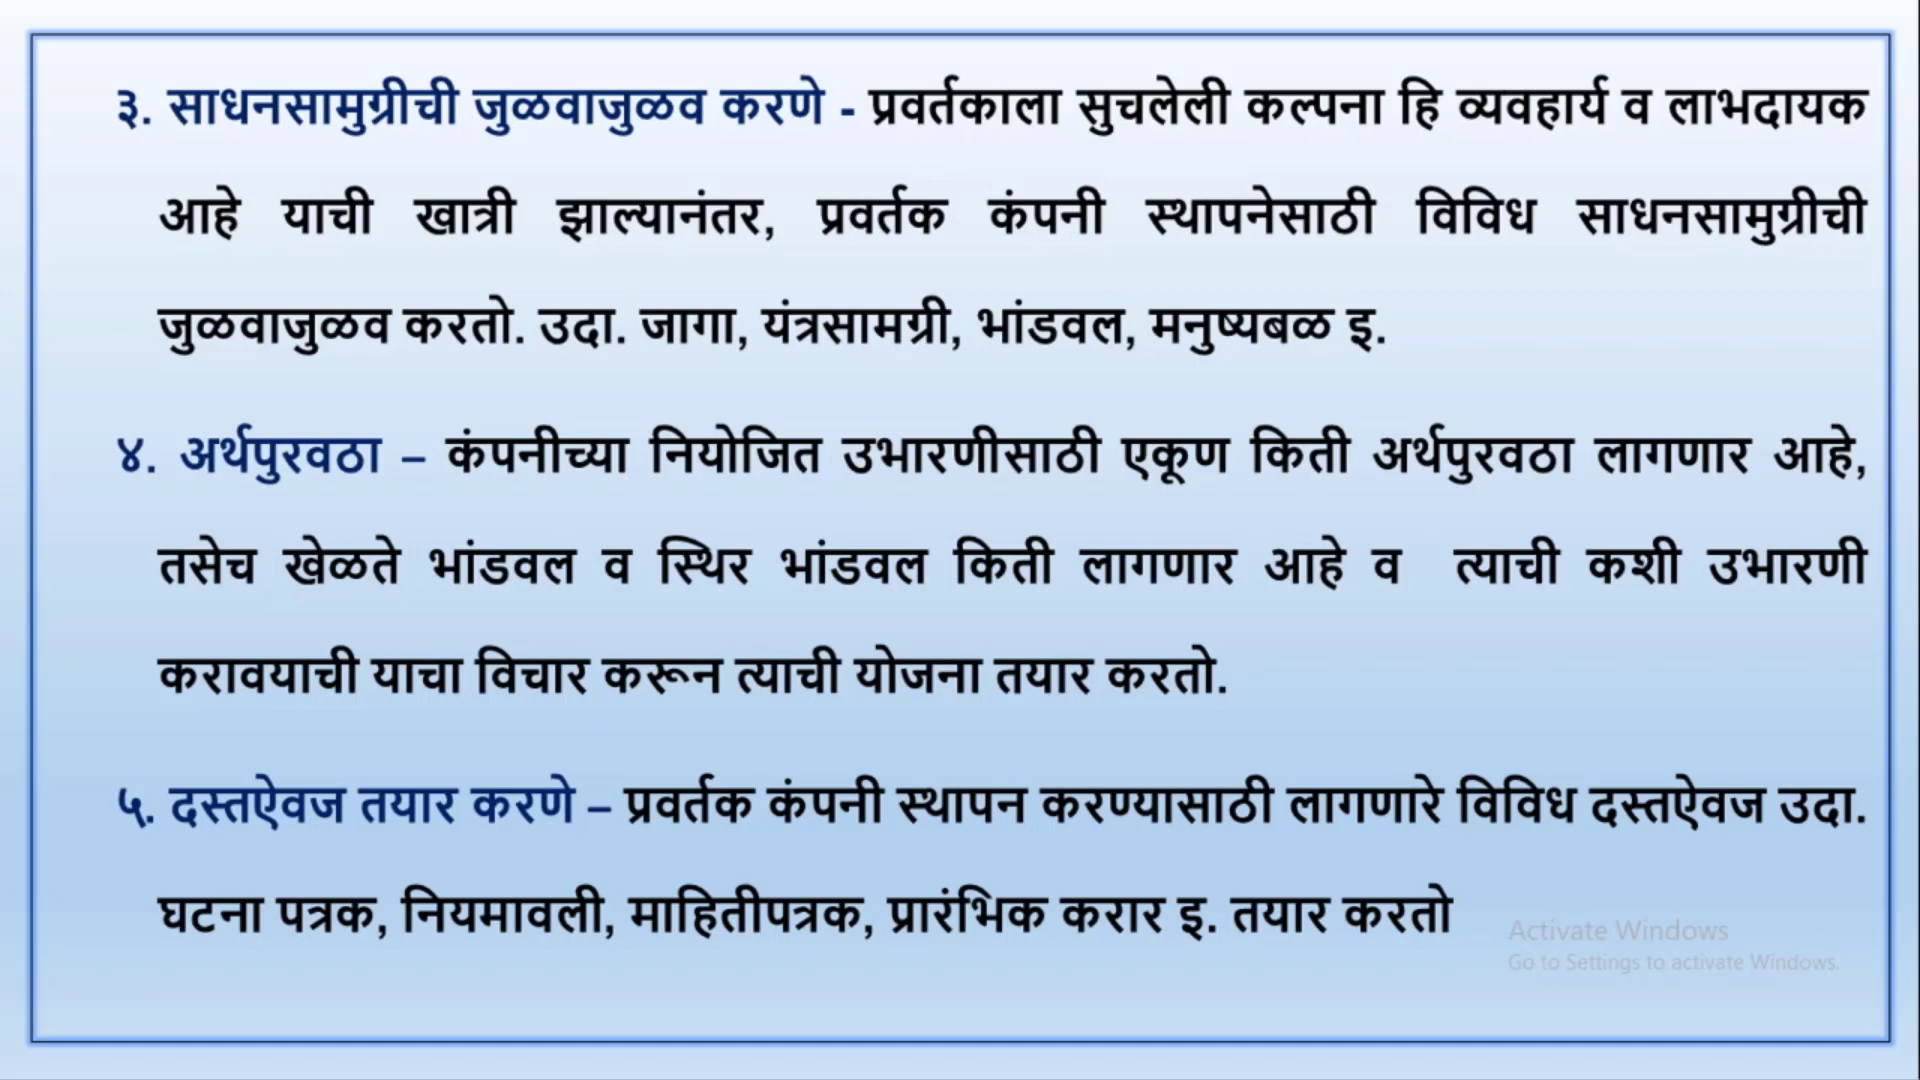 ३. साधनसामुग्रीची जुळवाजुळव करणे - प्रवर्तकाला सुचलेली कल्पना हि व्यवहार्य व लाभदायक
आहे याची खात्री झाल्यानंतर, प्रवर्तक कंपनी स्थापनेसाठी विविध साधनसामुग्रीची
जुळवाजुळव करतो. उदा. जागा, यंत्रसामग्री, भांडवल, मनुष्यबळ इ.
४. अर्थपुरवठा – कंपनीच्या नियोजित उभारणीसाठी एकूण किती अर्थपुरवठा लागणार आहे,
तसेच खेळते भांडवल व स्थिर भांडवल किती लागणार आहे व त्याची कशी उभारणी
करावयाची याचा विचार करून त्याची योजना तयार करतो.
५. दस्तऐवज तयार करणे – प्रवर्तक कंपनी स्थापन करण्यासाठी लागणारे विविध दस्तऐवज उदा.
घटना पत्रक, नियमावली, माहितीपत्रक, प्रारंभिक करार इ. तयार करतो
Activate Windows
Go to Settings to activate Windows.